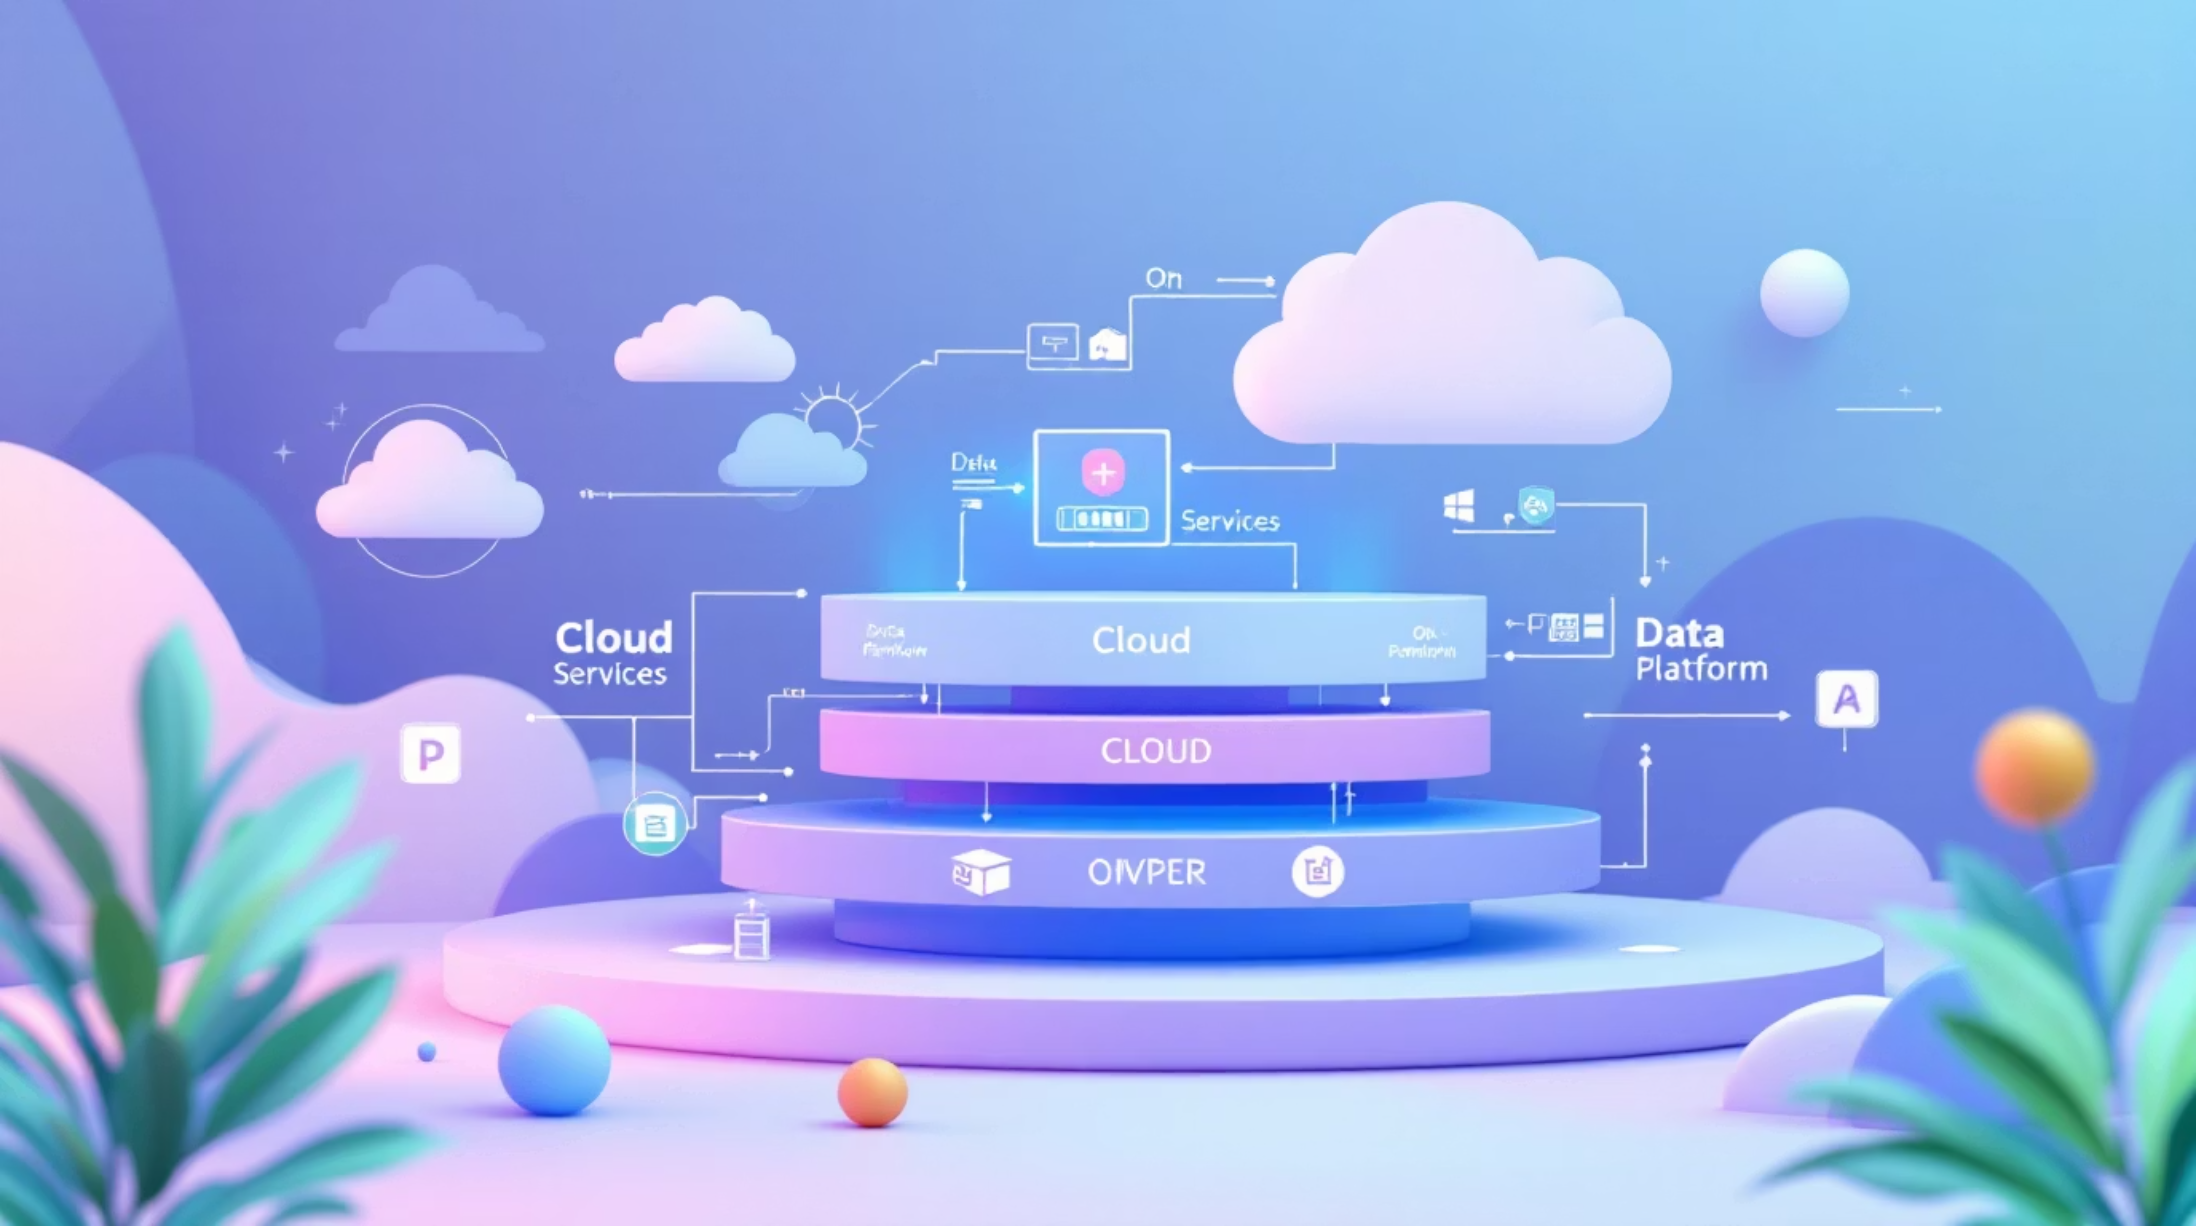 On
Data
Services
Cloud
Services
Cloud
Data
Platform
A
CLOUD
P
OIVPER